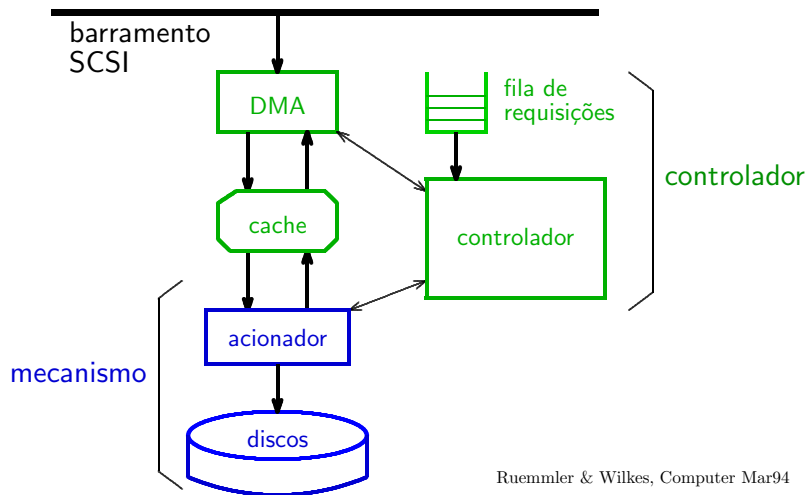 barramento
SCSI
DMA
fila de
requisições
controlador
cache
controlador
acionador
mecanismo
discos
Ruemmler & Wilkes, Computer Mar94